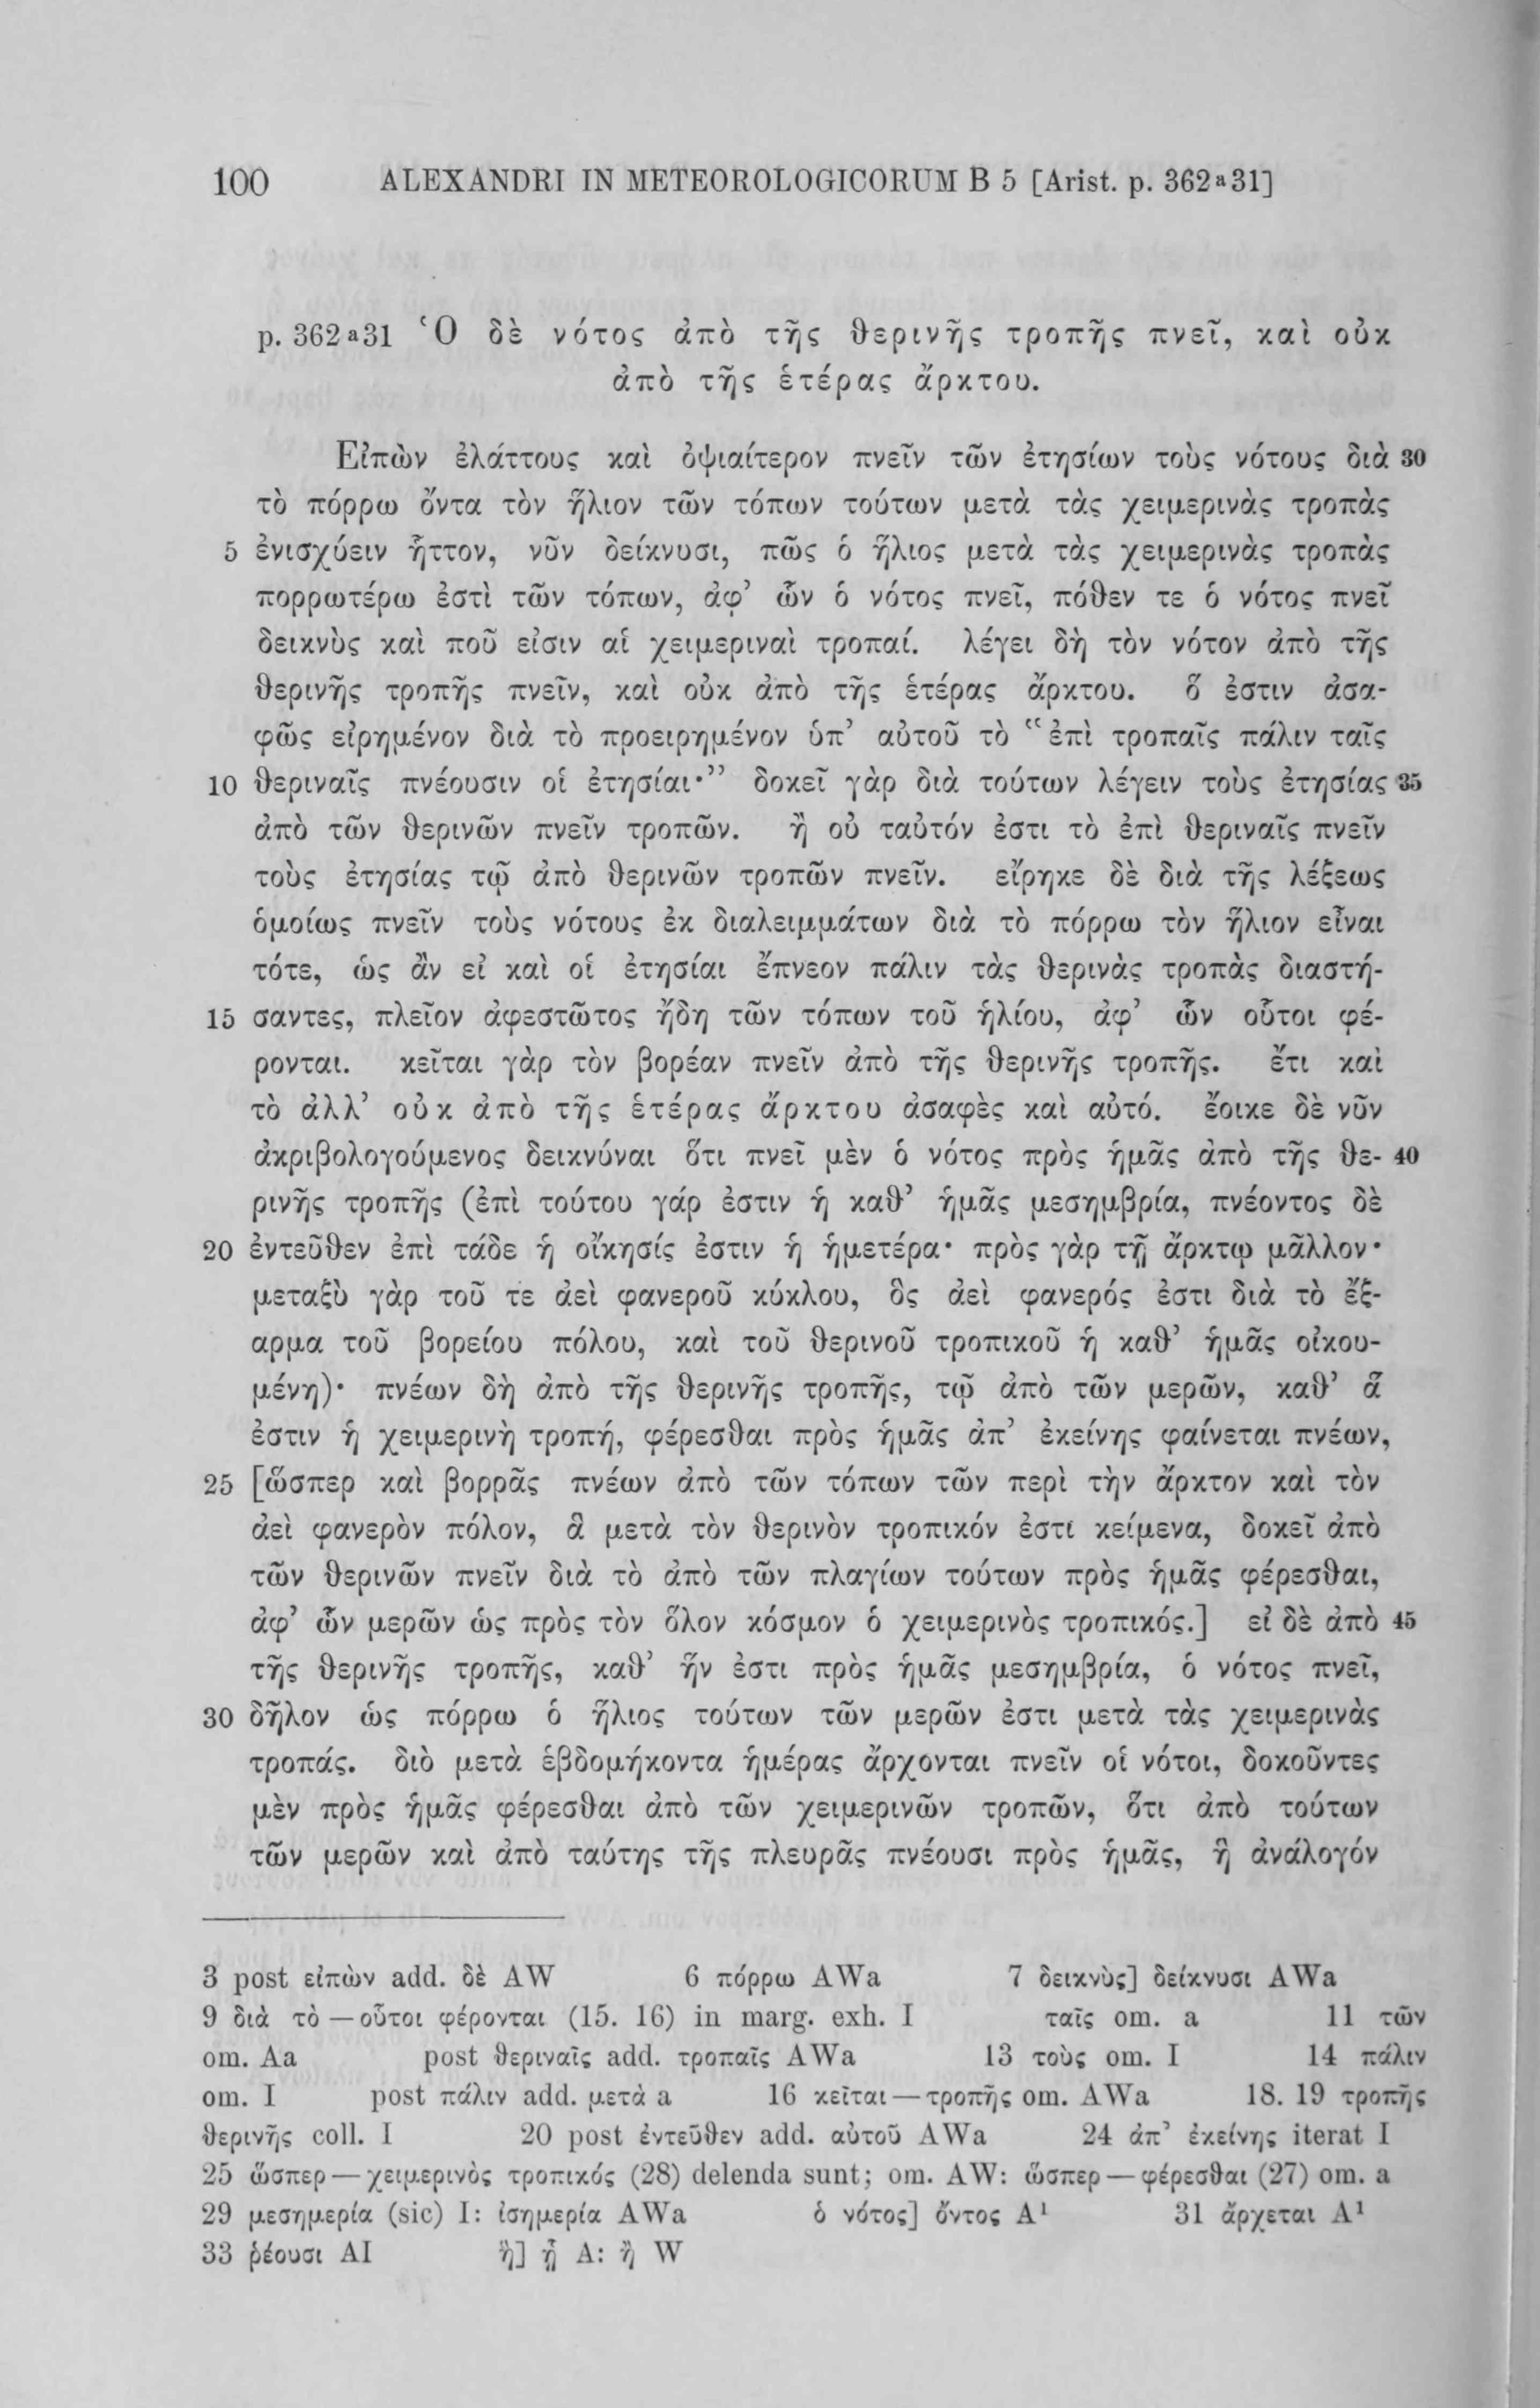 100 ALEXANDRI IN METEOROLOGICORUM B 5 [Arist. p. 362a31]
p. 362a31 Ὁ δὲ νότος ἀπὸ τῆς θερινῆς τροπῆς πνεῖ, καὶ οὐκ
ἀπὸ τῆς ἑτέρας ἄρκτου.
Εἰπὼν ἐλάττους καὶ ὀψιαίτερον πνεῖν τῶν ἐτησίων τοὺς νότους διὰ 30
τὸ πόρρω ὄντα τὸν ἥλιον τῶν τόπων τούτων μετὰ τὰς χειμερινὰς τροπὰς
5 ἐνισχύειν ἧττον, νῦν δείκνυσι, πῶς ὁ ἥλιος μετὰ τὰς χειμερινὰς τροπὰς
πορρωτέρω ἐστὶ τῶν τόπων, ἀφ’ ὧν ὁ νότος πνεῖ, πόθεν τε ὁ νότος πνεῖ
δεικνὺς καὶ ποῦ εἰσιν αἱ χειμεριναὶ τροπαί. λέγει δὴ τὸν νότον ἀπὸ τῆς
θερινῆς τροπῆς πνεῖν, καὶ οὐκ ἀπὸ τῆς ἑτέρας ἄρκτου. ὅ ἐστιν ἀσα-
φῶς εἰρημένον διὰ τὸ προειρημένον ὑπ’ αὐτοῦ τὸ “ἐπὶ τροπαῖς πάλιν ταῖς
10 θεριναῖς πνέουσιν οἱ ἐτησίαι·” δοκεῖ γὰρ διὰ τούτων λέγειν τοὺς ἐτησίας 35
ἀπὸ τῶν θερινῶν πνεῖν τροπῶν. ἢ οὐ ταὐτόν ἐστι τὸ ἐπὶ θεριναῖς πνεῖν
τοὺς ἐτησίας τῷ ἀπὸ θερινῶν τροπῶν πνεῖν. εἴρηκε δὲ διὰ τῆς λέξεως
ὁμοίως πνεῖν τοὺς νότους ἐκ διαλειμμάτων διὰ τὸ πόρρω τὸν ἥλιον εἶναι
τότε, ὡς ἂν εἰ καὶ οἱ ἐτησίαι ἔπνεον πάλιν τὰς θερινὰς τροπὰς διαστή-
15 σαντες, πλεῖον ἀφεστῶτος ἤδη τῶν τόπων τοῦ ἡλίου, ἀφ’ ὧν οὗτοι φέ-
ρονται. κεῖται γὰρ τὸν βορέαν πνεῖν ἀπὸ τῆς θερινῆς τροπῆς. ἔτι καὶ
τὸ ἀλλ’ οὐκ ἀπὸ τῆς ἑτέρας ἄρκτου ἀσαφὲς καὶ αὐτό. ἔοικε δὲ νῦν
ἀκριβολογούμενος δεικνύναι ὅτι πνεῖ μὲν ὁ νότος πρὸς ἡμᾶς ἀπὸ τῆς θε- 40
ρινῆς τροπῆς (ἐπὶ τούτου γάρ ἐστιν ἡ καθ’ ἡμᾶς μεσημβρία, πνέοντος δὲ
20 ἐντεῦθεν ἐπὶ τάδε ἡ οἴκησίς ἐστιν ἡ ἡμετέρα· πρὸς γὰρ τῇ ἄρκτῳ μᾶλλον·
μεταξὺ γὰρ τοῦ τε ἀεὶ φανεροῦ κύκλου, ὃς ἀεὶ φανερός ἐστι διὰ τὸ ἔξ-
αρμα τοῦ βορείου πόλου, καὶ τοῦ θερινοῦ τροπικοῦ ἡ καθ’ ἡμᾶς οἰκου-
μένη)· πνέων δὴ ἀπὸ τῆς θερινῆς τροπῆς, τῷ ἀπὸ τῶν μερῶν, καθ’ ἅ
ἐστιν ἡ χειμερινὴ τροπή, φέρεσθαι πρὸς ἡμᾶς ἀπ’ ἐκείνης φαίνεται πνέων,
25 [ὥσπερ καὶ βορρᾶς πνέων ἀπὸ τῶν τόπων τῶν περὶ τὴν ἄρκτον καὶ τὸν
ἀεὶ φανερὸν πόλον, ἃ μετὰ τὸν θερινὸν τροπικόν ἐστι κείμενα, δοκεῖ ἀπὸ
τῶν θερινῶν πνεῖν διὰ τὸ ἀπὸ τῶν πλαγίων τούτων πρὸς ἡμᾶς φέρεσθαι,
ἀφ’ ὧν μερῶν ὡς πρὸς τὸν ὅλον κόσμον ὁ χειμερινὸς τροπικός.] εἰ δὲ ἀπὸ 45
τῆς θερινῆς τροπῆς, καθ’ ἥν ἐστι πρὸς ἡμᾶς μεσημβρία, ὁ νότος πνεῖ,
30 δῆλον ὡς πόρρω ὁ ἥλιος τούτων τῶν μερῶν ἐστι μετὰ τὰς χειμερινὰς
τροπάς. διὸ μετὰ ἑβδομήκοντα ἡμέρας ἄρχονται πνεῖν οἱ νότοι, δοκοῦντες
μὲν πρὸς ἡμᾶς φέρεσθαι ἀπὸ τῶν χειμερινῶν τροπῶν, ὅτι ἀπὸ τούτων
τῶν μερῶν καὶ ἀπὸ ταύτης τῆς πλευρᾶς πνέουσι πρὸς ἡμᾶς, ᾗ ἀνάλογόν
3 post εἰπὼν add. δὲ AW 6 πόρρω AWa 7 δεικνὺς] δείκνυσι AWa
9 διὰ τὸ — οὗτοι φέρονται (15. 16) in marg. exh. I ταῖς om. a 11 τῶν
om. Aa post θεριναῖς add. τροπαῖς AWa 13 τοὺς om. I 14 πάλιν
om. I post πάλιν add. μετὰ a 16 κεῖται — τροπῆς om. AWa 18. 19 τροπῆς
θερινῆς coll. I 20 post ἐντεῦθεν add. αὐτοῦ AWa 24 ἀπ’ ἐκείνης iterat I
25 ὥσπερ — χειμερινὸς τροπικός (28) delenda sunt; om. AW: ὥσπερ — φέρεσθαι (27) om. a
29 μεσημερία (sic) I: ἰσημερία AWa ὁ νότος] ὄντος A¹ 31 ἄρχεται A¹
33 ῥέουσι AI ἢ] ᾗ A: ἢ W